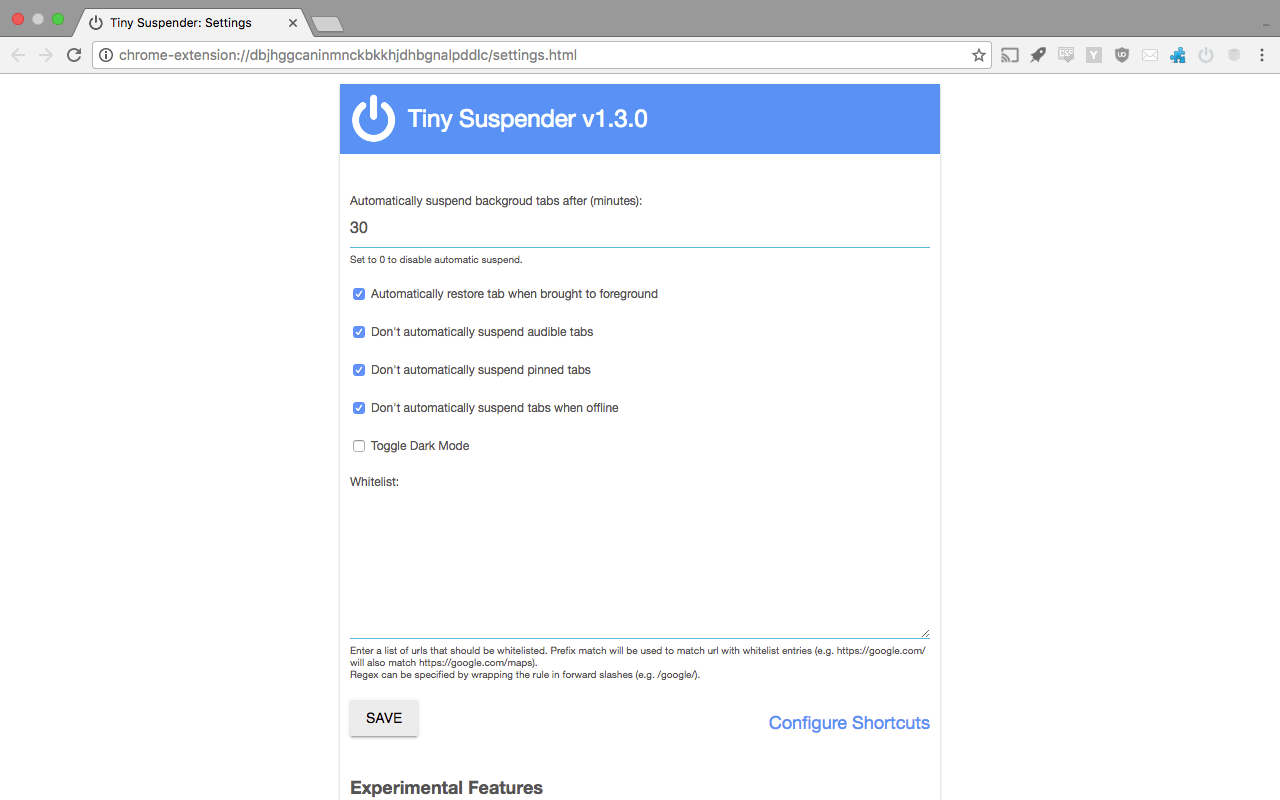 Tiny Suspender: Settings
chrome-extension://dbjhggcaninmnckbkkhjdhbgnalpddlc/settings.html
Tiny Suspender v1.3.0
Automatically suspend backgroud tabs after (minutes):
30
Set to 0 to disable automatic suspend.
Automatically restore tab when brought to foreground
Don't automatically suspend audible tabs
Don't automatically suspend pinned tabs
Don't automatically suspend tabs when offline
Toggle Dark Mode
Whitelist:
Enter a list of urls that should be whitelisted. Prefix match will be used to match url with whitelist entries (e.g. https://google.com/
will also match https://google.com/maps).
Regex can be specified by wrapping the rule in forward slashes (e.g. /google/).
SAVE
Configure Shortcuts
Experimental Features